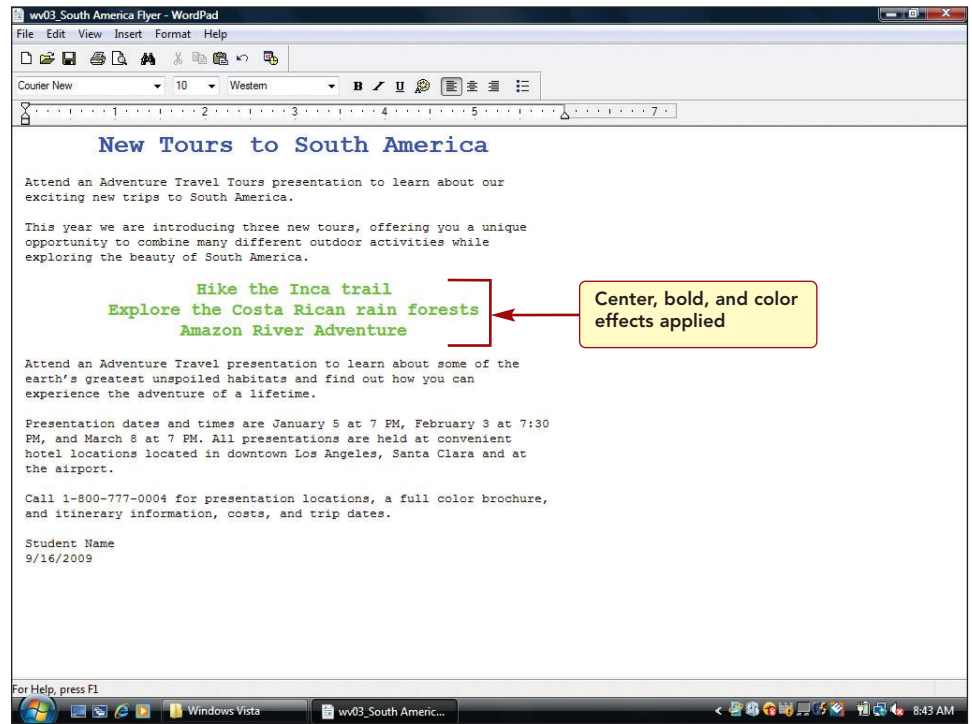 wv03_South America Flyer - WordPad
File Edit View Insert Format Help
Courier New 10 Western B / U
1 2 3 4 5 7
New Tours to South America
Attend an Adventure Travel Tours presentation to learn about our
exciting new trips to South America.
This year we are introducing three new tours, offering you a unique
opportunity to combine many different outdoor activities while
exploring the beauty of South America.
Hike the Inca trail
Explore the Costa Rican rain forests
Amazon River Adventure
Center, bold, and color
effects applied
Attend an Adventure Travel presentation to learn about some of the
earth's greatest unspoiled habitats and find out how you can
experience the adventure of a lifetime.
Presentation dates and times are January 5 at 7 PM, February 3 at 7:30
PM, and March 8 at 7 PM. All presentations are held at convenient
hotel locations located in downtown Los Angeles, Santa Clara and at
the airport.
Call 1-800-777-0004 for presentation locations, a full color brochure,
and itinerary information, costs, and trip dates.
Student Name
9/16/2009
For Help, press F1
Windows Vista
wv03_South Americ...
8:43 AM